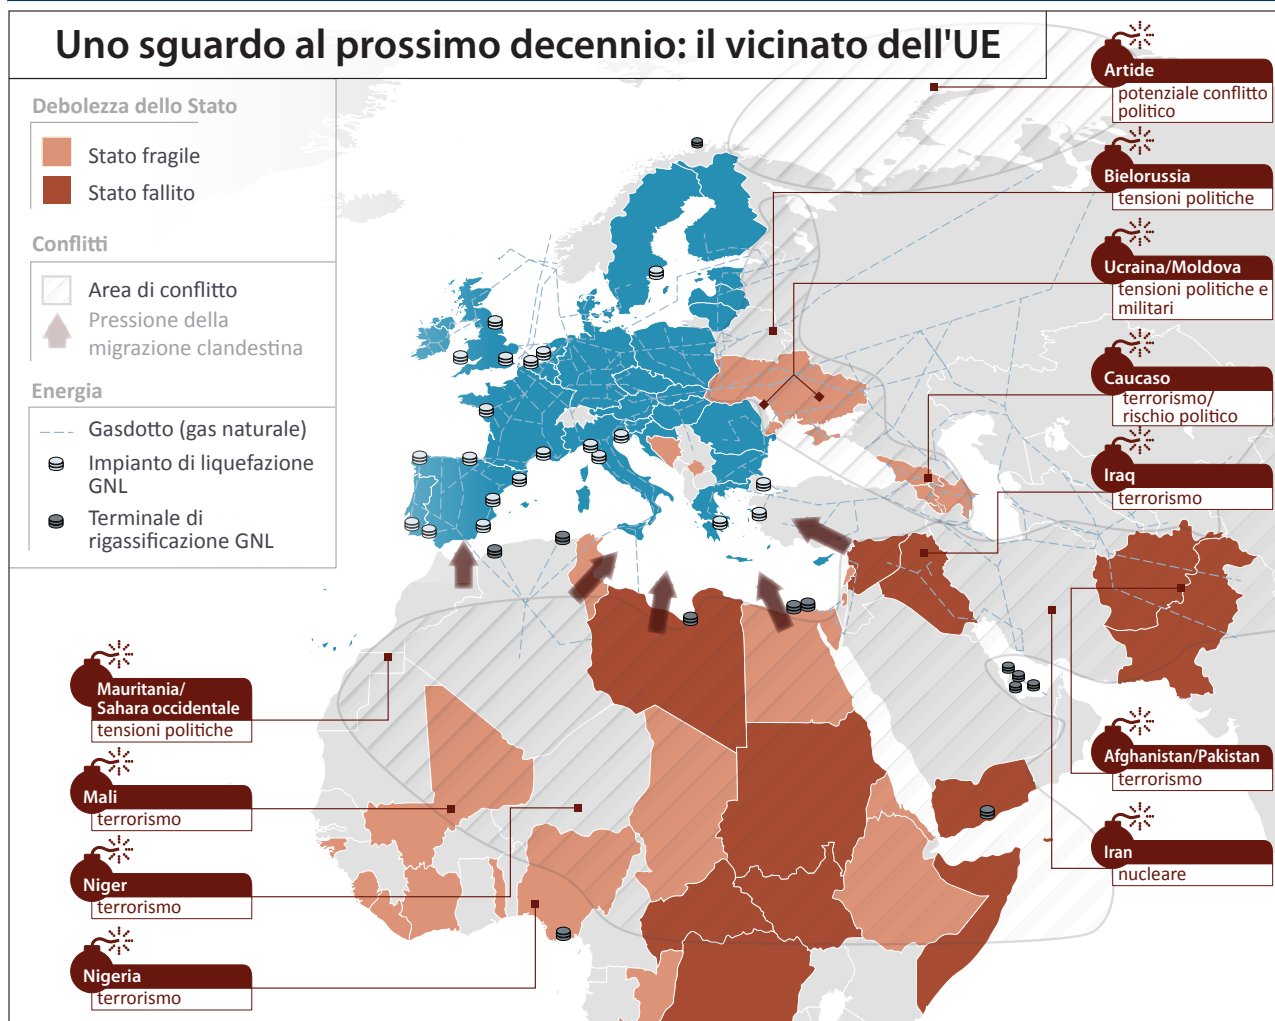 Uno sguardo al prossimo decennio: il vicinato dell'UE
Debolezza dello Stato
Stato fragile
Stato fallito
Conflitti
Area di conflitto
Pressione della
migrazione clandestina
Energia
Gasdotto (gas naturale)
Impianto di liquefazione
GNL
Terminale di
rigassificazione GNL
Mauritania/
Sahara occidentale
tensioni politiche
Mali
terrorismo
Niger
terrorismo
Nigeria
terrorismo
Artide
potenziale conflitto
politico
Bielorussia
tensioni politiche
Ucraina/Moldova
tensioni politiche e
militari
Caucaso
terrorismo/
rischio politico
Iraq
terrorismo
Afghanistan/Pakistan
terrorismo
Iran
nucleare